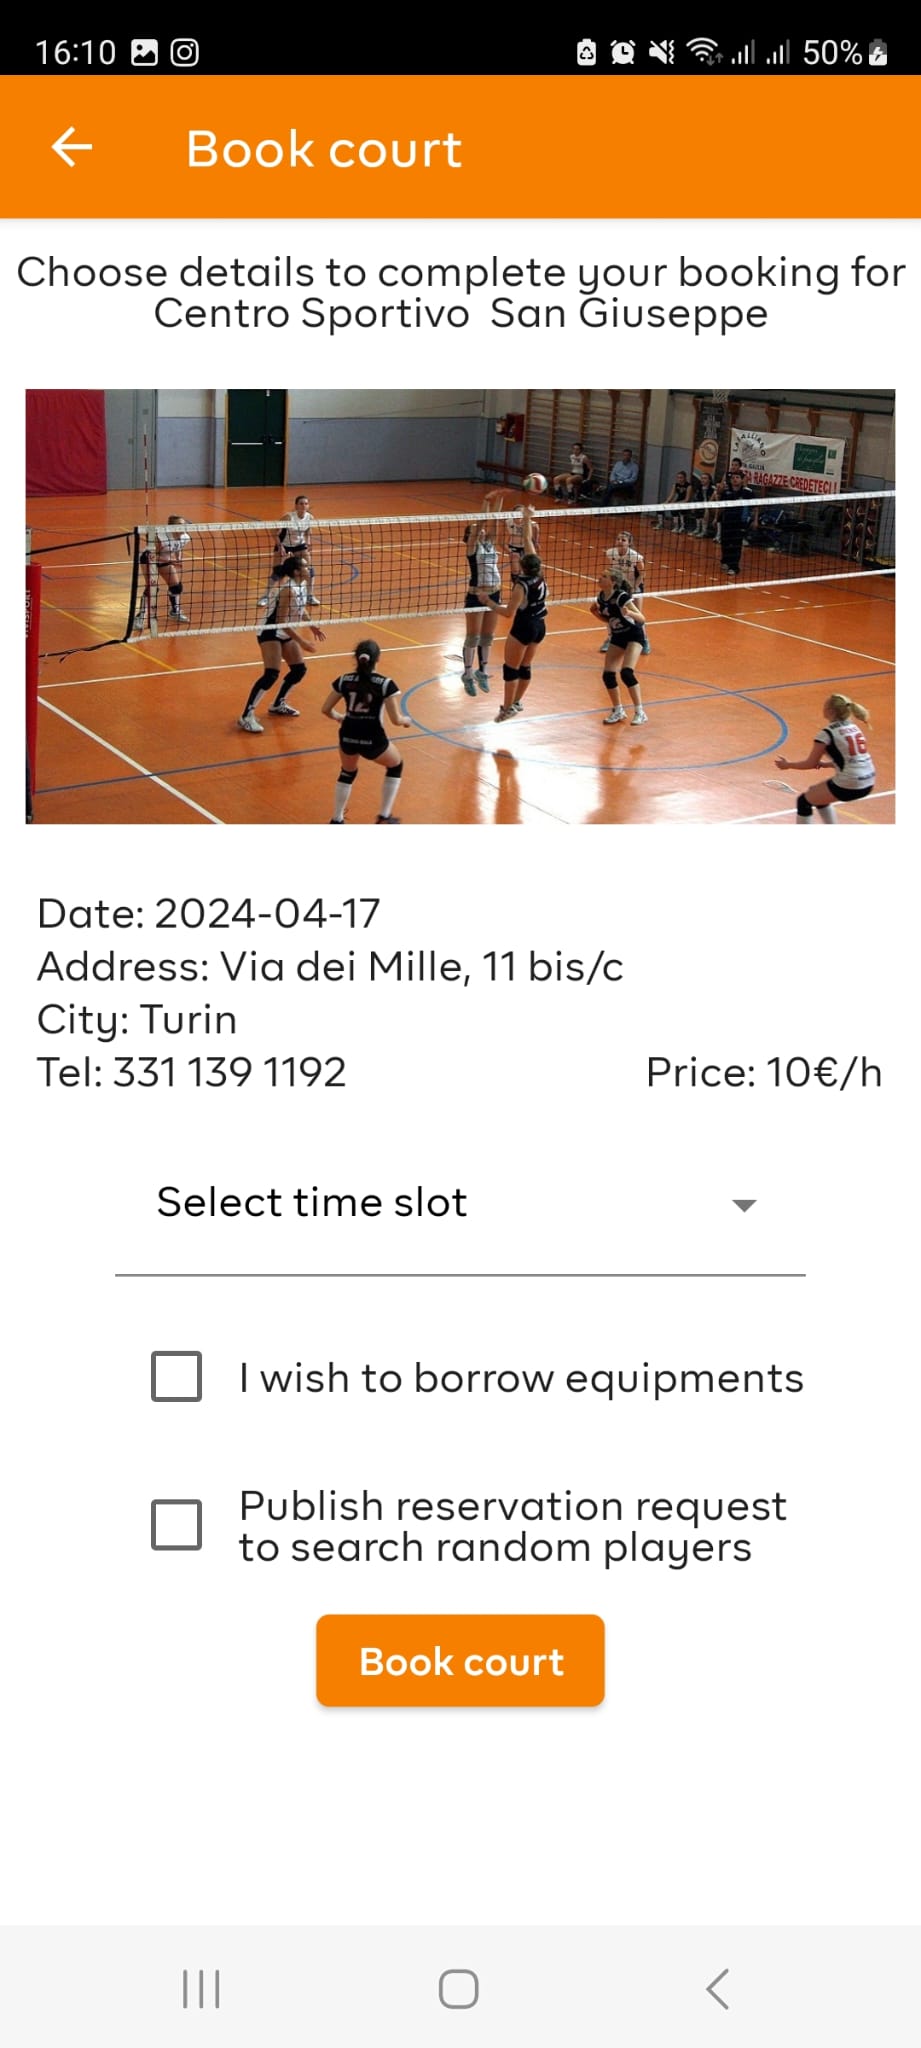 16:10
50%
Book court
Choose details to complete your booking for
Centro Sportivo San Giuseppe
RAGAZZE CREDETECI!
12
16
Date: 2024-04-17
Address: Via dei Mille, 11 bis/c
City: Turin
Tel: 331 139 1192
Price: 10€/h
Select time slot
I wish to borrow equipments
Publish reservation request
to search random players
Book court